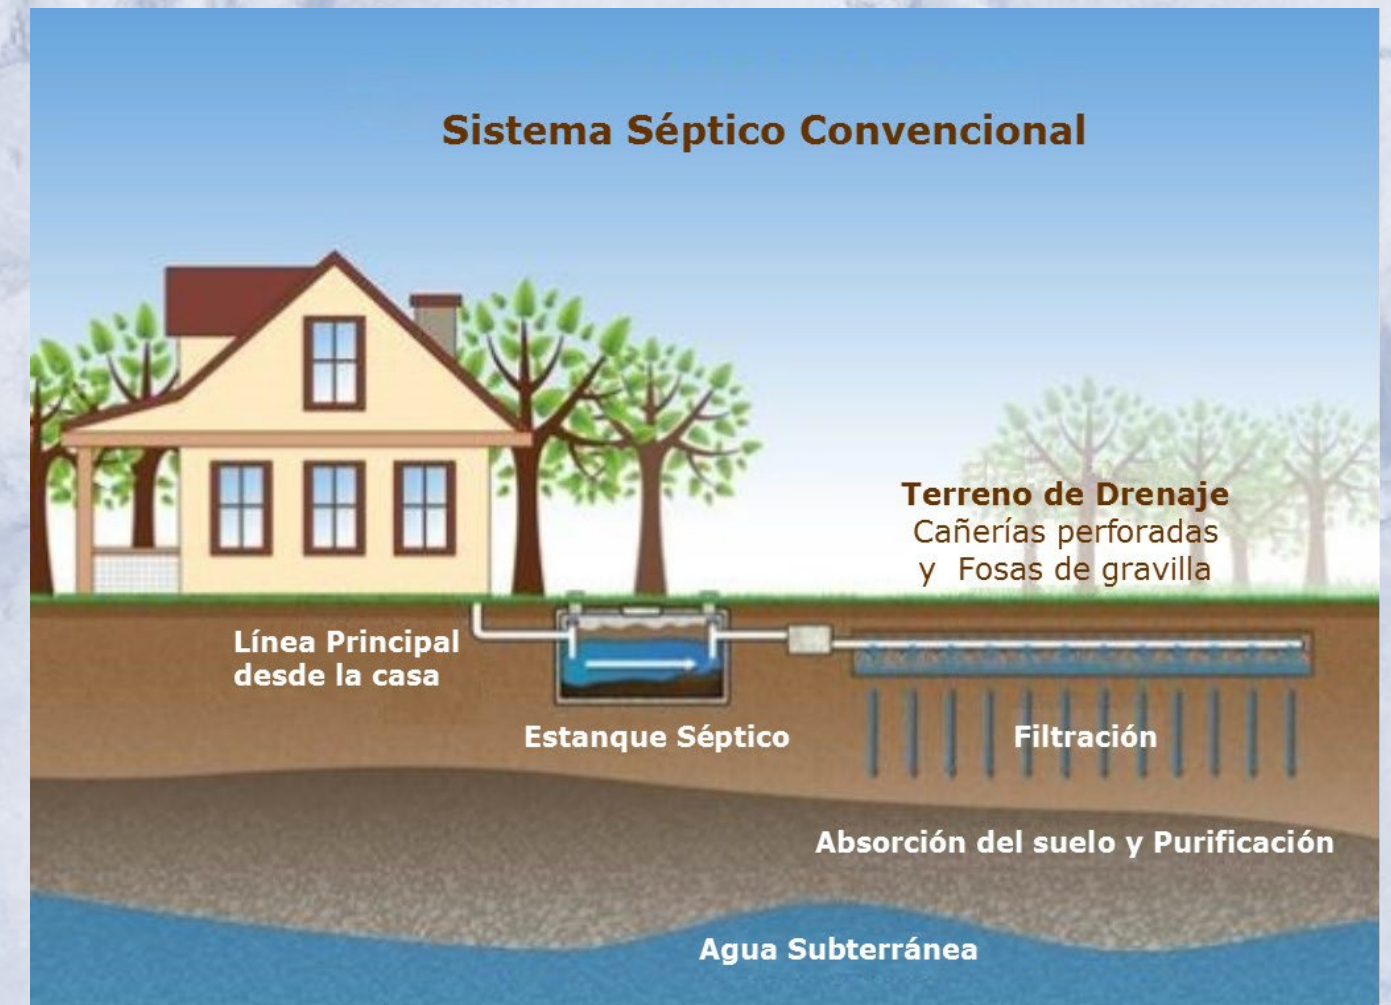 Sistema Séptico Convencional
Terreno de Drenaje
Cañerías perforadas
y Fosas de gravilla
Línea Principal
desde la casa
Estanque Séptico
Filtración
Absorción del suelo y Purificación
Agua Subterránea